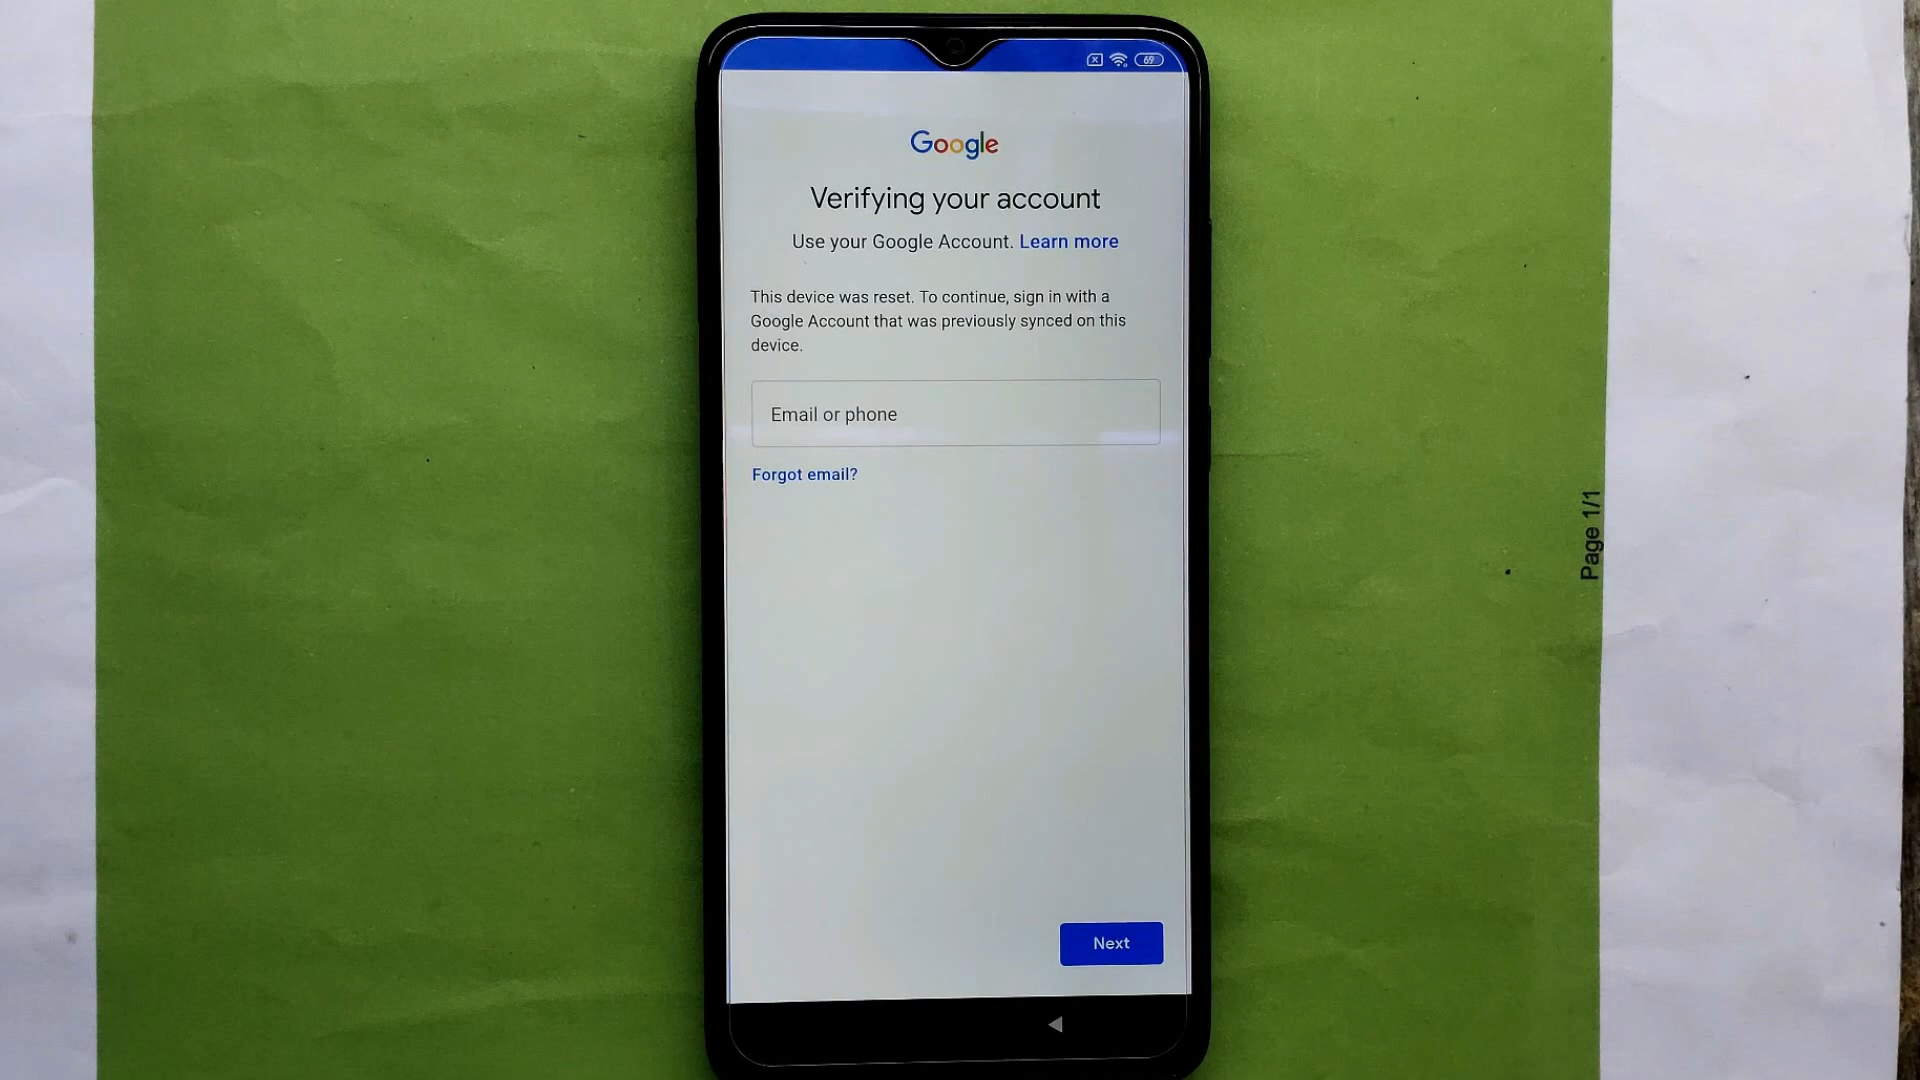 69
Google
Verifying your account
Use your Google Account. Learn more
This device was reset. To continue, sign in with a
Google Account that was previously synced on this
device.
Email or phone
Forgot email?
Next
Page 1/1